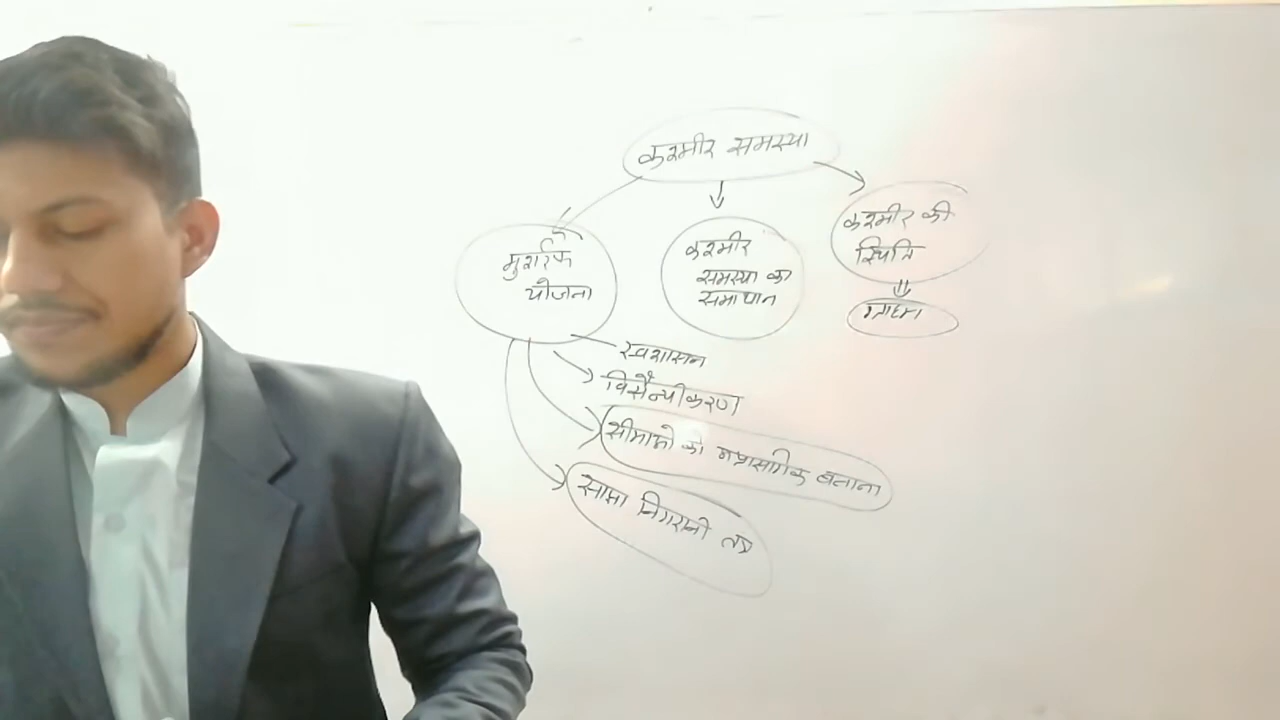 कश्मीर समस्या
मुशर्रफ
योजना
कश्मीर
समस्या का
समाधान
कश्मीर की
स्थिति
स्वशासन
विसैन्यीकरण
सीमाओ को अप्रासंगिक बनाना
साझा निगरानी तंत्र